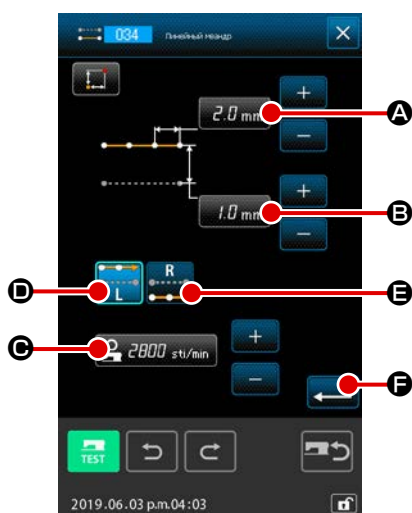 034 Линейный меандр
2.0 mm
A
1.0 mm
B
D
L
R
E
C
2800 sti/min
F
TEST
2019.06.03 p.m.04:03